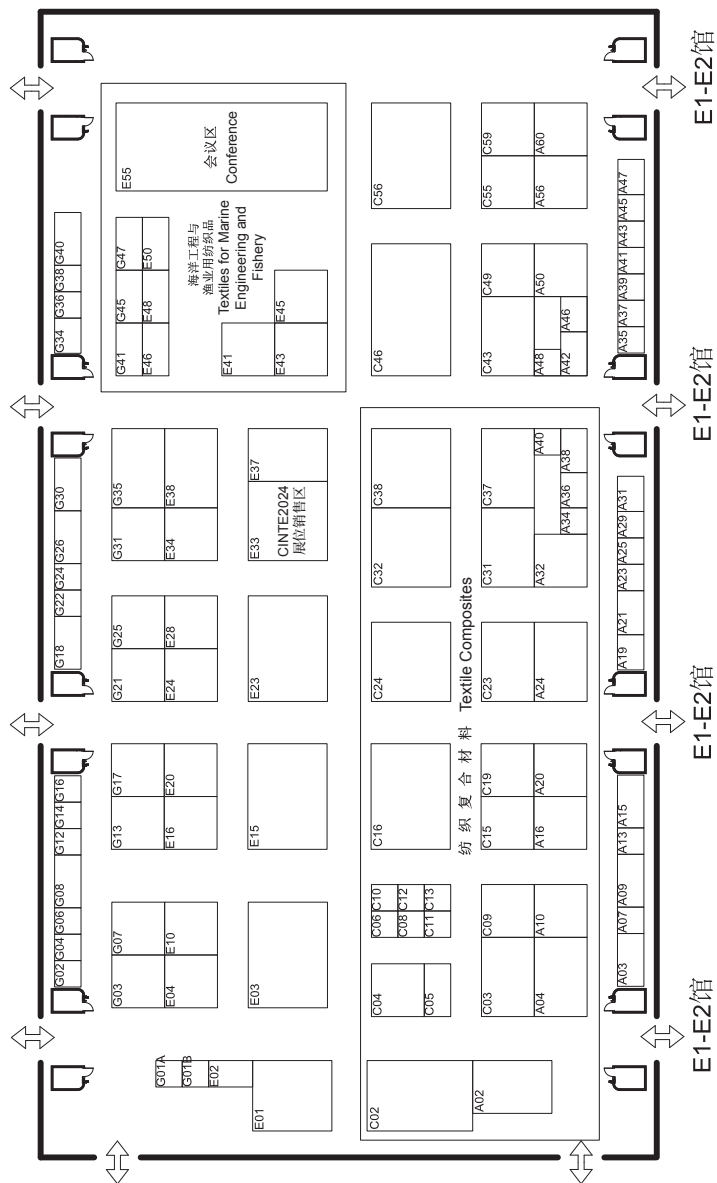 E1-E2馆
E1-E2馆
E1-E2馆
E1-E2馆
E55
会议区
Conference
海洋工程与
渔业用纺织品
Textiles for Marine
Engineering and
Fishery
G40
G38
G36
G34
G47
E50
G45
E48
G41
E46
E45
E41
E43
C56
C59
A60
C55
A56
A47
A45
A43
A41
A39
A37
A35
C46
C49
A50
C43
A46
A48
A42
G30
G26
G24
G22
G18
G35
E38
G31
E34
E37
E33
CINTE2024
展位销售区
C38
C32
C37
C31
A40
A38
A36
A34
A32
A31
A29
A25
A23
A21
A19
G25
E28
G21
E24
E23
C24
C23
A24
纺织复合材料 Textile Composites
G16
G14
G12
G08
G06
G04
G02
G17
E20
G13
E16
E15
C16
C19
A20
C15
A16
A15
A13
A09
A07
A03
G07
E10
G03
E04
E03
C10
C12
C13
C06
C08
C11
C04
C05
C09
A10
C03
A04
G01A
G01B
E02
E01
C02
A02